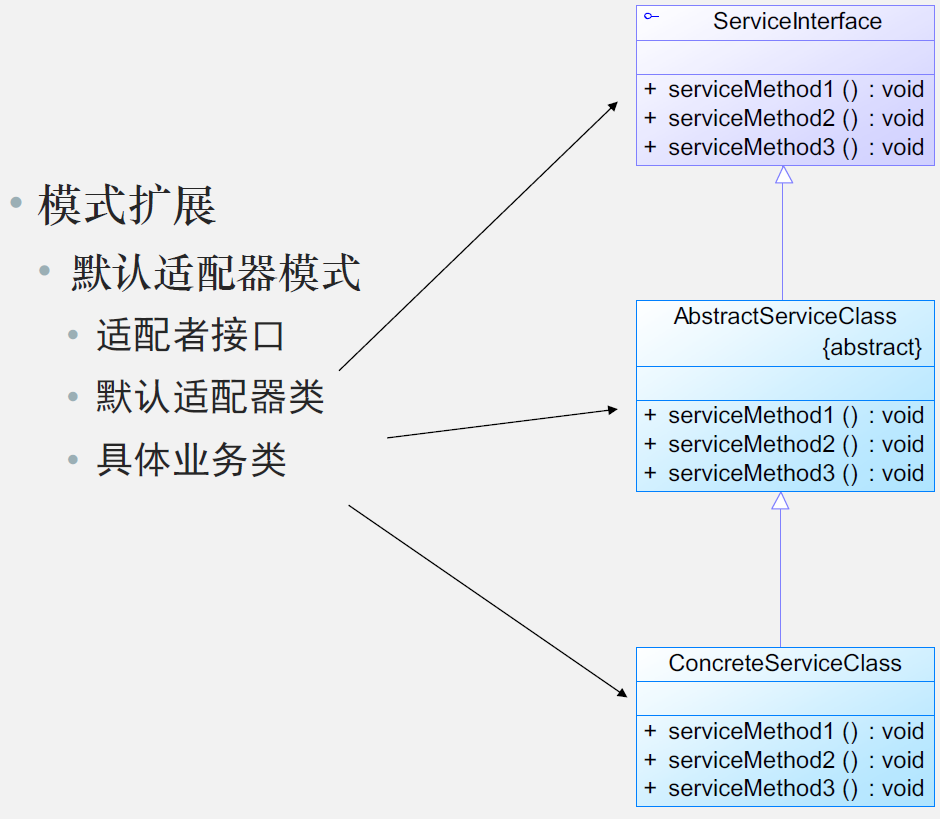 模式扩展
默认适配器模式
适配者接口
默认适配器类
具体业务类
ServiceInterface
+ serviceMethod1 () : void
+ serviceMethod2 () : void
+ serviceMethod3 () : void
AbstractServiceClass
{abstract}
+ serviceMethod1 () : void
+ serviceMethod2 () : void
+ serviceMethod3 () : void
ConcreteServiceClass
+ serviceMethod1 () : void
+ serviceMethod2 () : void
+ serviceMethod3 () : void